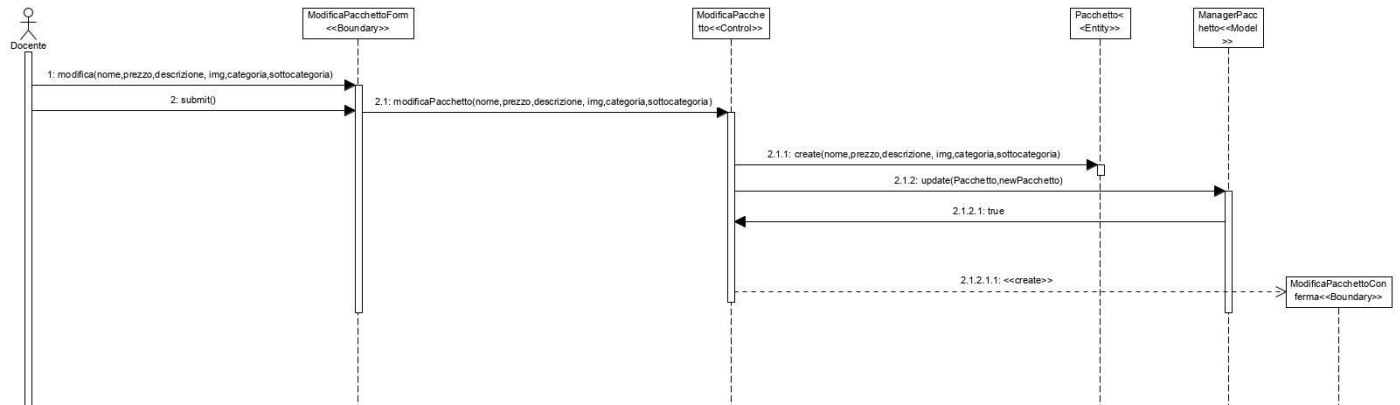 ModificaPacchettoForm
<<Boundary>>
ModificaPacche
tto<<Control>>
Pacchetto<
<Entity>>
ManagerPacc
hetto<<Model
>>
Docente
1: modifica(nome,prezzo,descrizione, img,categoria,sottocategoria)
2: submit()
2.1: modificaPacchetto(nome,prezzo,descrizione, img,categoria,sottocategoria)
2.1.1: create(nome,prezzo,descrizione, img,categoria,sottocategoria)
2.1.2: update(Pacchetto,newPacchetto)
2.1.2.1: true
2.1.2.1.1: <<create>>
ModificaPacchettoCon
ferma<<Boundary>>